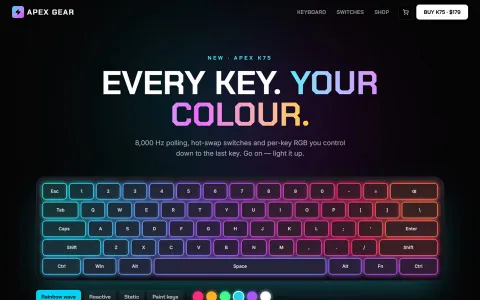 APEX GEAR
KEYBOARD SWITCHES SHOP
BUY K75 · $179
NEW · APEX K75
EVERY KEY. YOUR
COLOUR.
8,000 Hz polling, hot-swap switches and per-key RGB you control
down to the last key. Go on — light it up.
Esc 1 2 3 4 5 6 7 8 9 0 - = ⌫
Tab Q W E R T Y U I O P [ ] \
Caps A S D F G H J K L ; ' Enter
Shift Z X C V B N M , . / Shift
Ctrl Win Alt Space Alt Fn Ctrl
Rainbow wave Reactive Static Paint keys